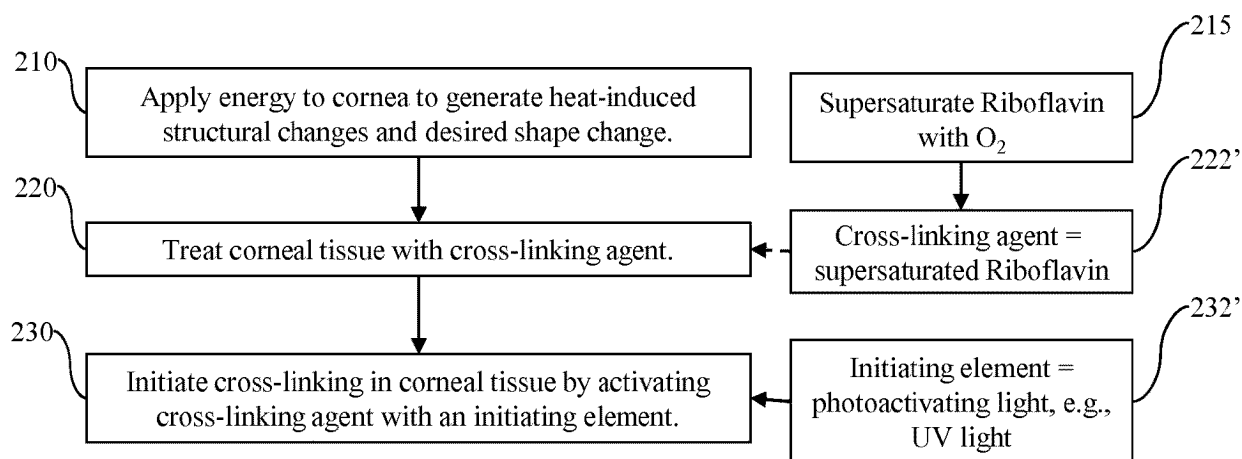 210
Apply energy to cornea to generate heat-induced
structural changes and desired shape change.
215
Supersaturate Riboflavin
with O₂
220
Treat corneal tissue with cross-linking agent.
222’
Cross-linking agent =
supersaturated Riboflavin
230
Initiate cross-linking in corneal tissue by activating
cross-linking agent with an initiating element.
232’
Initiating element =
photoactivating light, e.g.,
UV light